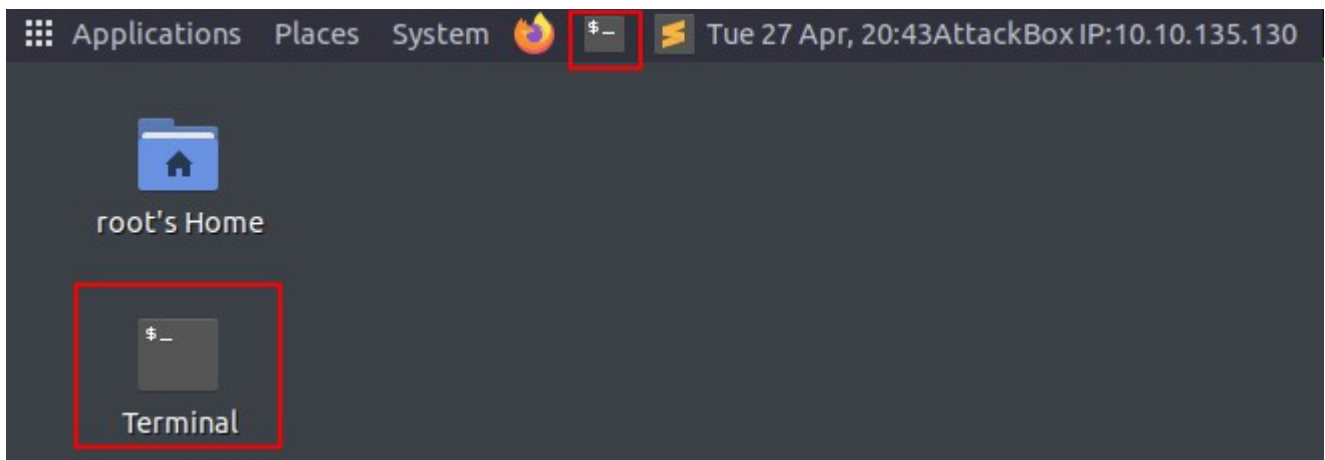 Applications Places System $_ Tue 27 Apr, 20:43AttackBox IP:10.10.135.130
root's Home
$_
Terminal